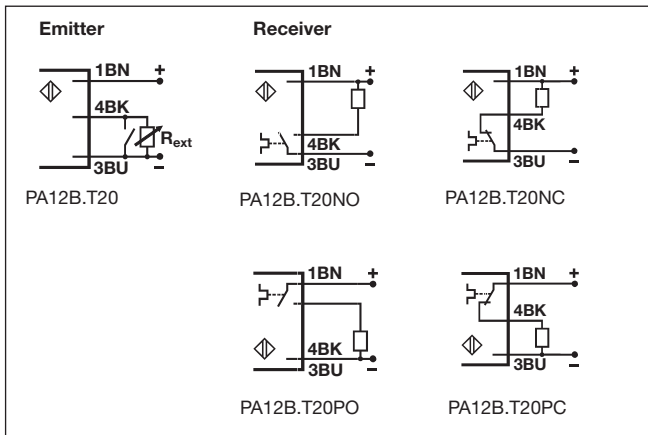 Emitter
Receiver
1BN +
4BK
Rext
3BU −
PA12B.T20
1BN +
4BK
3BU −
PA12B.T20NO
1BN +
4BK
3BU −
PA12B.T20NC
1BN +
4BK
3BU −
PA12B.T20PO
1BN +
4BK
3BU −
PA12B.T20PC